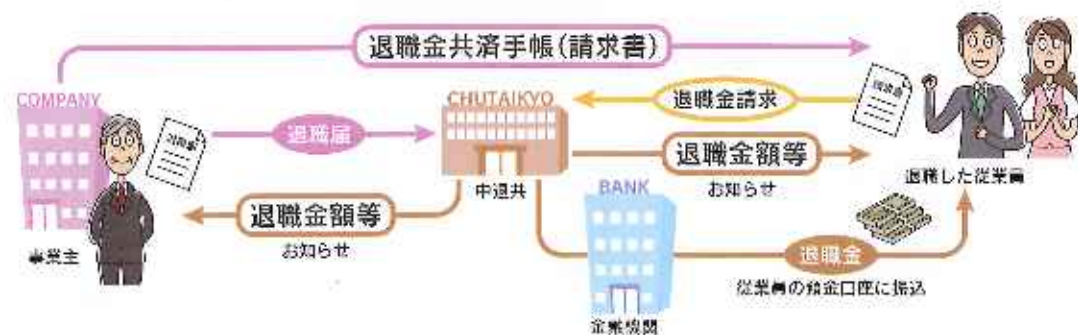 退職金共済手帳(請求書)
COMPANY
CHUTAIKYO
退職金請求
請求書
退職届
退職金額等
お知らせ
退職した従業員
中退共
BANK
退職金額等
お知らせ
事業主
退職金
従業員の預金口座に振込
金融機関